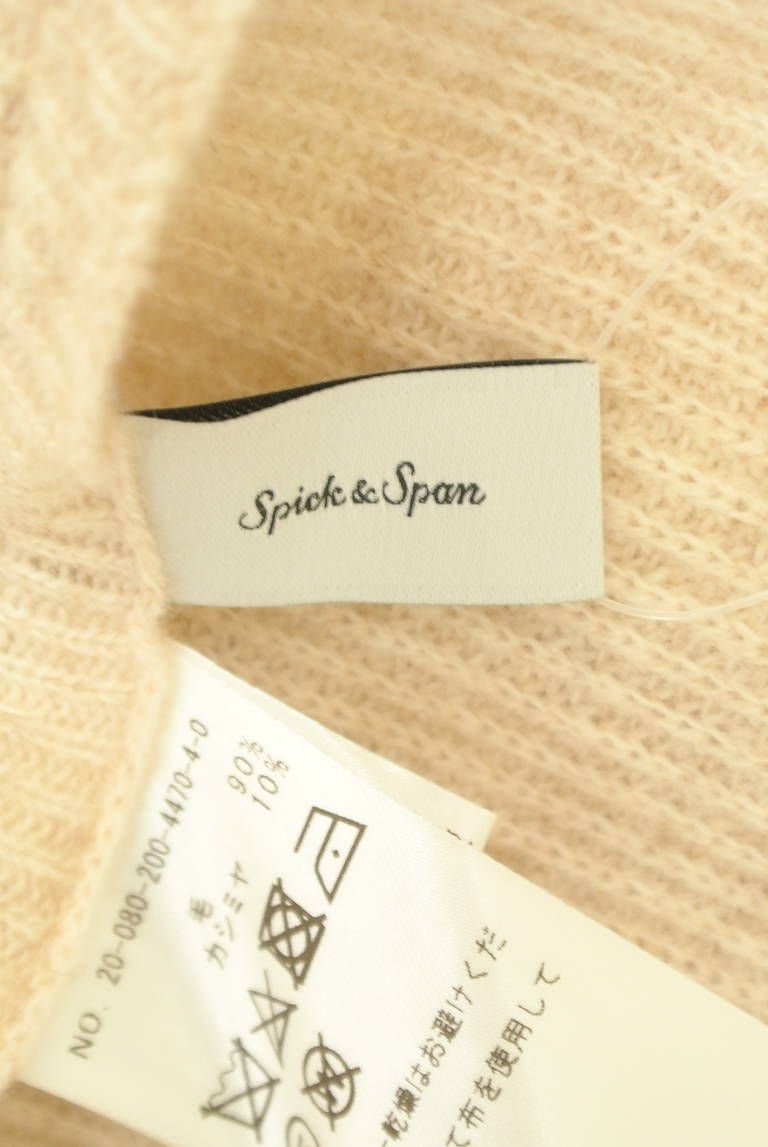 Spick & Span
NO. 20-080-200-4470-4-0
毛 90%
カシミヤ 10%
乾燥はお避けくだ
て布を使用して